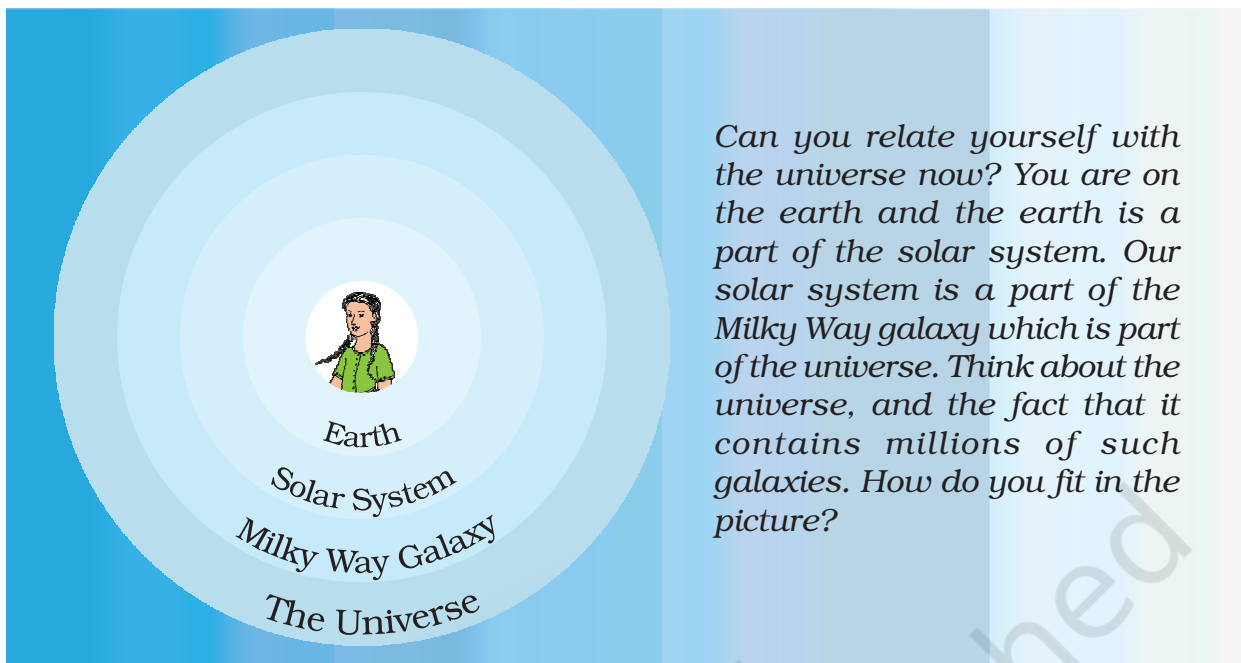 Earth
Solar System
Milky Way Galaxy
The Universe
Can you relate yourself with
the universe now? You are on
the earth and the earth is a
part of the solar system. Our
solar system is a part of the
Milky Way galaxy which is part
of the universe. Think about the
universe, and the fact that it
contains millions of such
galaxies. How do you fit in the
picture?
hed